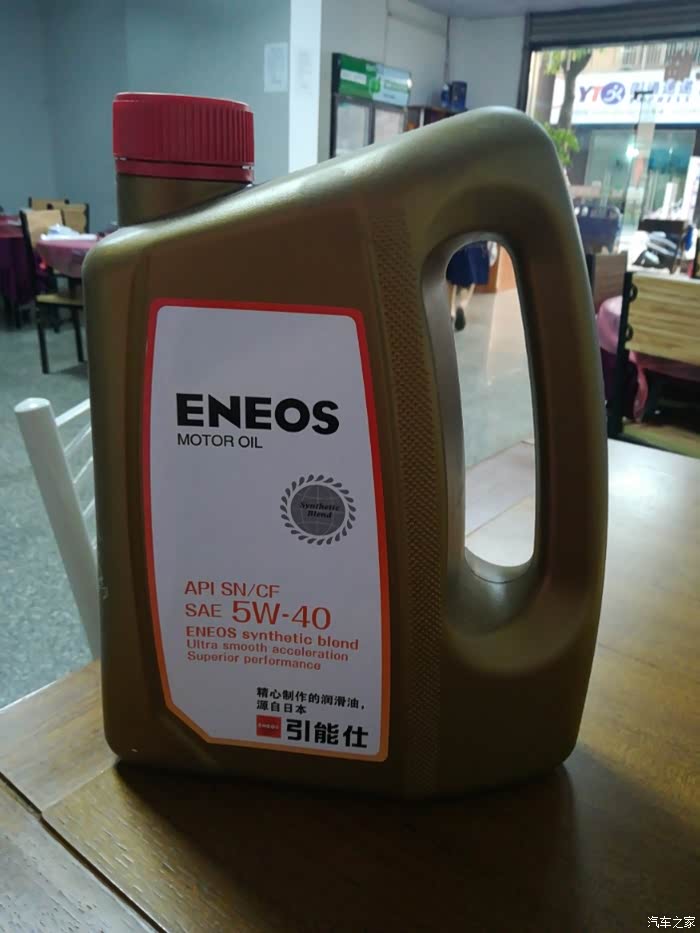 ENEOS
MOTOR OIL
Synthetic
Blend
API SN/CF
SAE 5W-40
ENEOS synthetic blend
Ultra smooth acceleration
Superior performance
精心制作的润滑油，
源自日本
ENEOS 引能仕
YTO
汽车之家